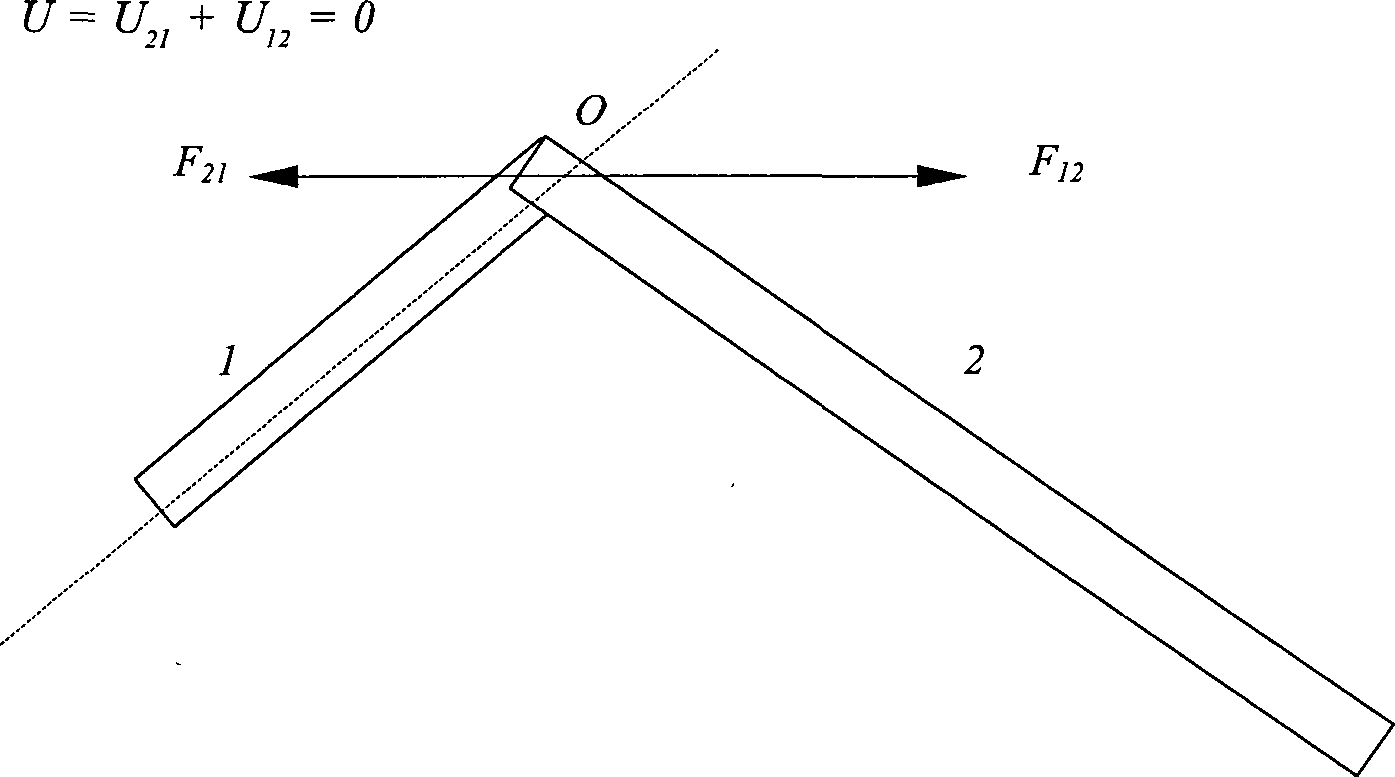 U = U21 + U12 = 0
O
F21
F12
1
2